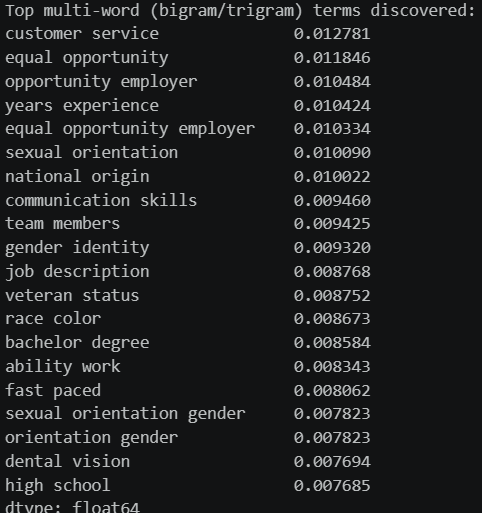 Top multi-word (bigram/trigram) terms discovered:
customer service 0.012781
equal opportunity 0.011846
opportunity employer 0.010484
years experience 0.010424
equal opportunity employer 0.010334
sexual orientation 0.010090
national origin 0.010022
communication skills 0.009460
team members 0.009425
gender identity 0.009320
job description 0.008768
veteran status 0.008752
race color 0.008673
bachelor degree 0.008584
ability work 0.008343
fast paced 0.008062
sexual orientation gender 0.007823
orientation gender 0.007823
dental vision 0.007694
high school 0.007685
dtype: float64